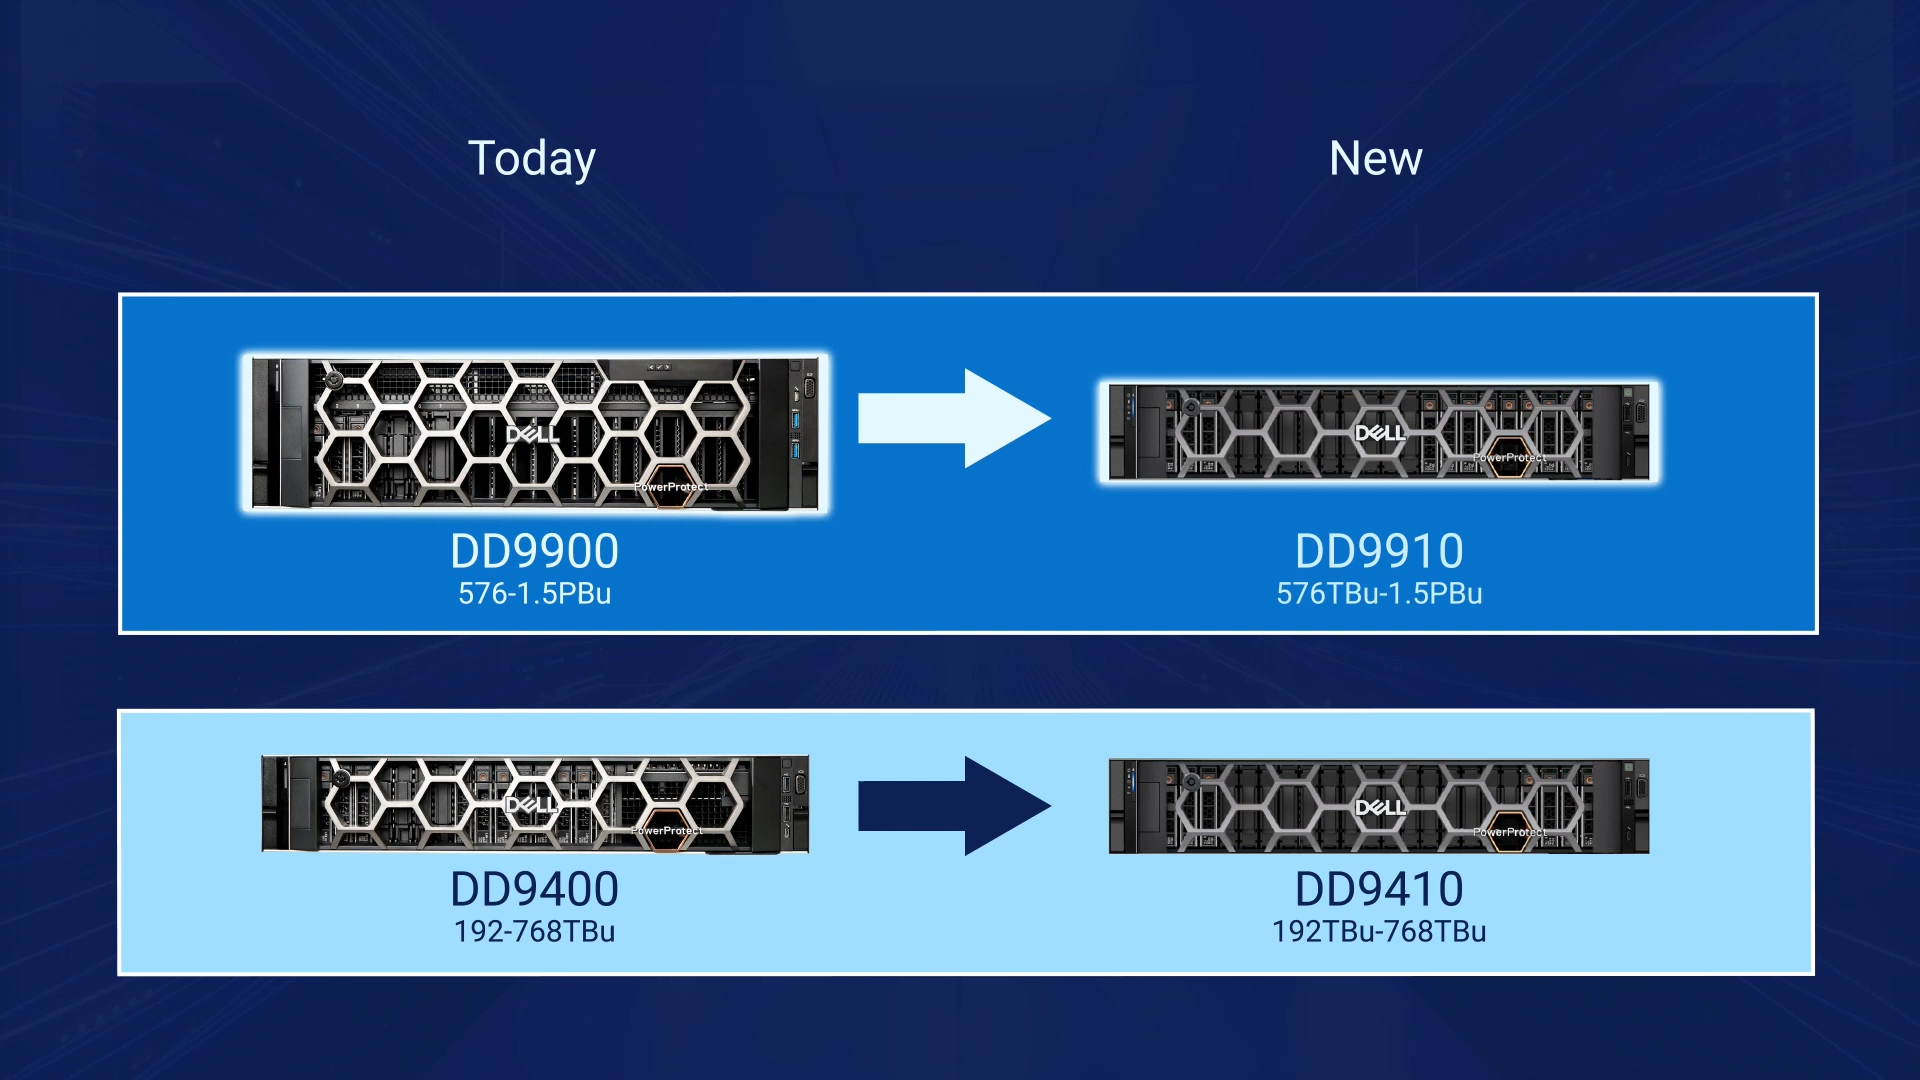 Today
New
DELL
PowerProtect
DELL
PowerProtect
DD9900
576-1.5PBu
DD9910
576TBu-1.5PBu
DELL
PowerProtect
DELL
PowerProtect
DD9400
192-768TBu
DD9410
192TBu-768TBu